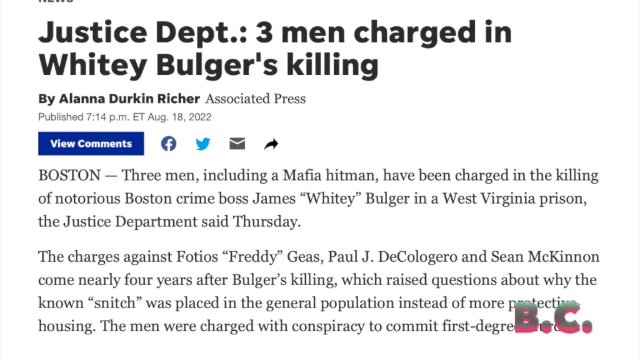 Justice Dept.: 3 men charged in
Whitey Bulger's killing
By Alanna Durkin Richer Associated Press
Published 7:14 p.m. ET Aug. 18, 2022
View Comments
BOSTON — Three men, including a Mafia hitman, have been charged in the killing
of notorious Boston crime boss James “Whitey” Bulger in a West Virginia prison,
the Justice Department said Thursday.
The charges against Fotios “Freddy” Geas, Paul J. DeCologero and Sean McKinnon
come nearly four years after Bulger’s killing, which raised questions about why the
known “snitch” was placed in the general population instead of more protective
housing. The men were charged with conspiracy to commit first-degree
B.C.